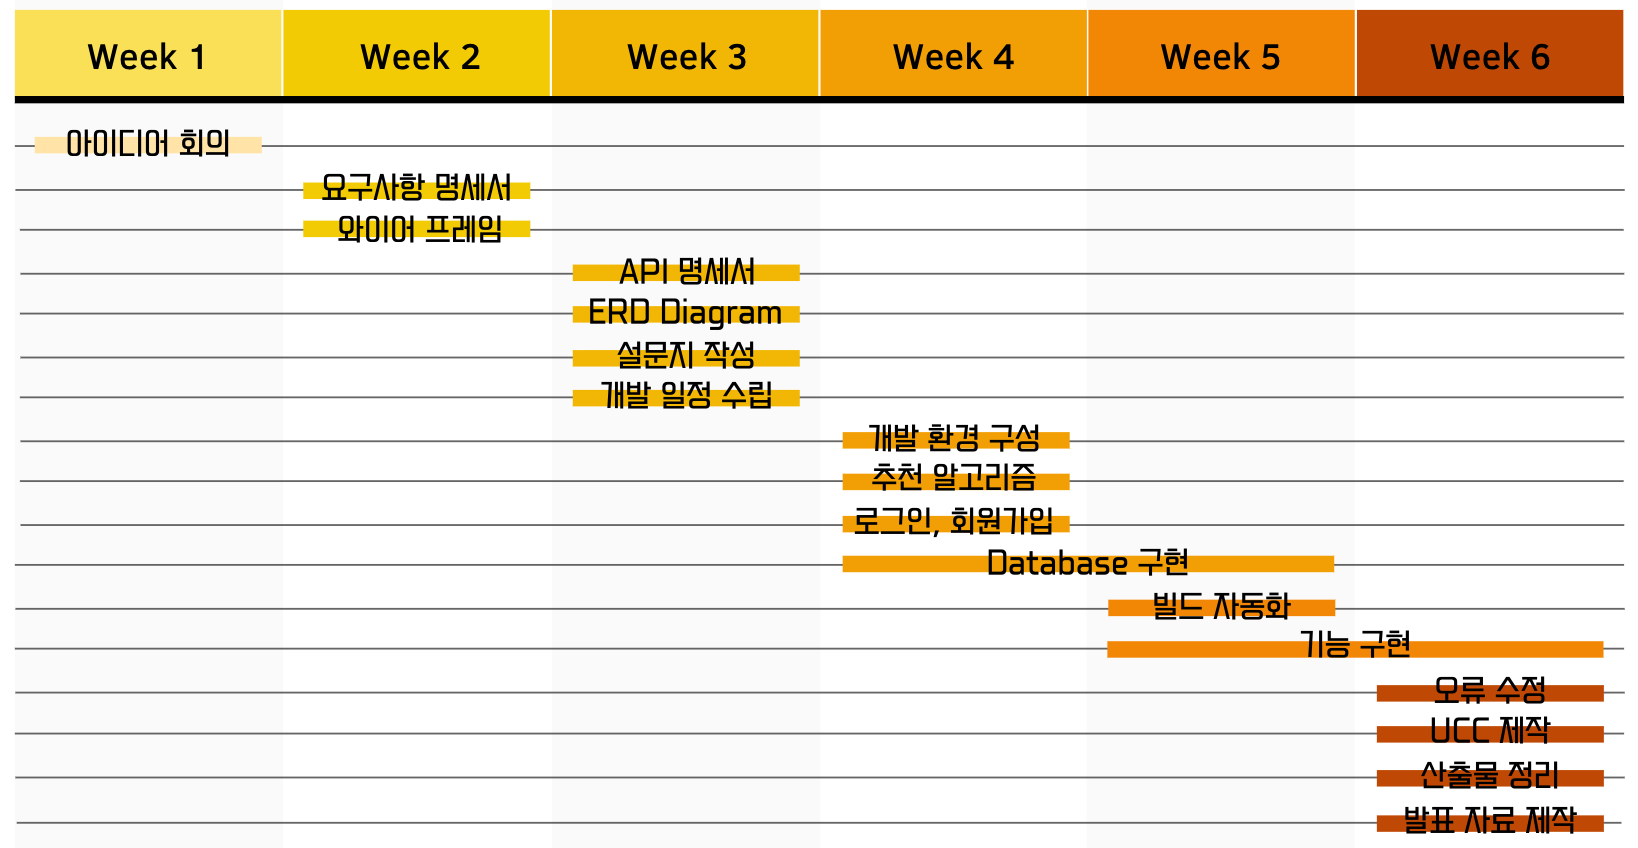 Week 1 Week 2 Week 3 Week 4 Week 5 Week 6
아이디어 회의
요구사항 명세서
와이어 프레임
API 명세서
ERD Diagram
설문지 작성
개발 일정 수립
개발 환경 구성
추천 알고리즘
로그인, 회원가입
Database 구현
빌드 자동화
기능 구현
오류 수정
UCC 제작
산출물 정리
발표 자료 제작